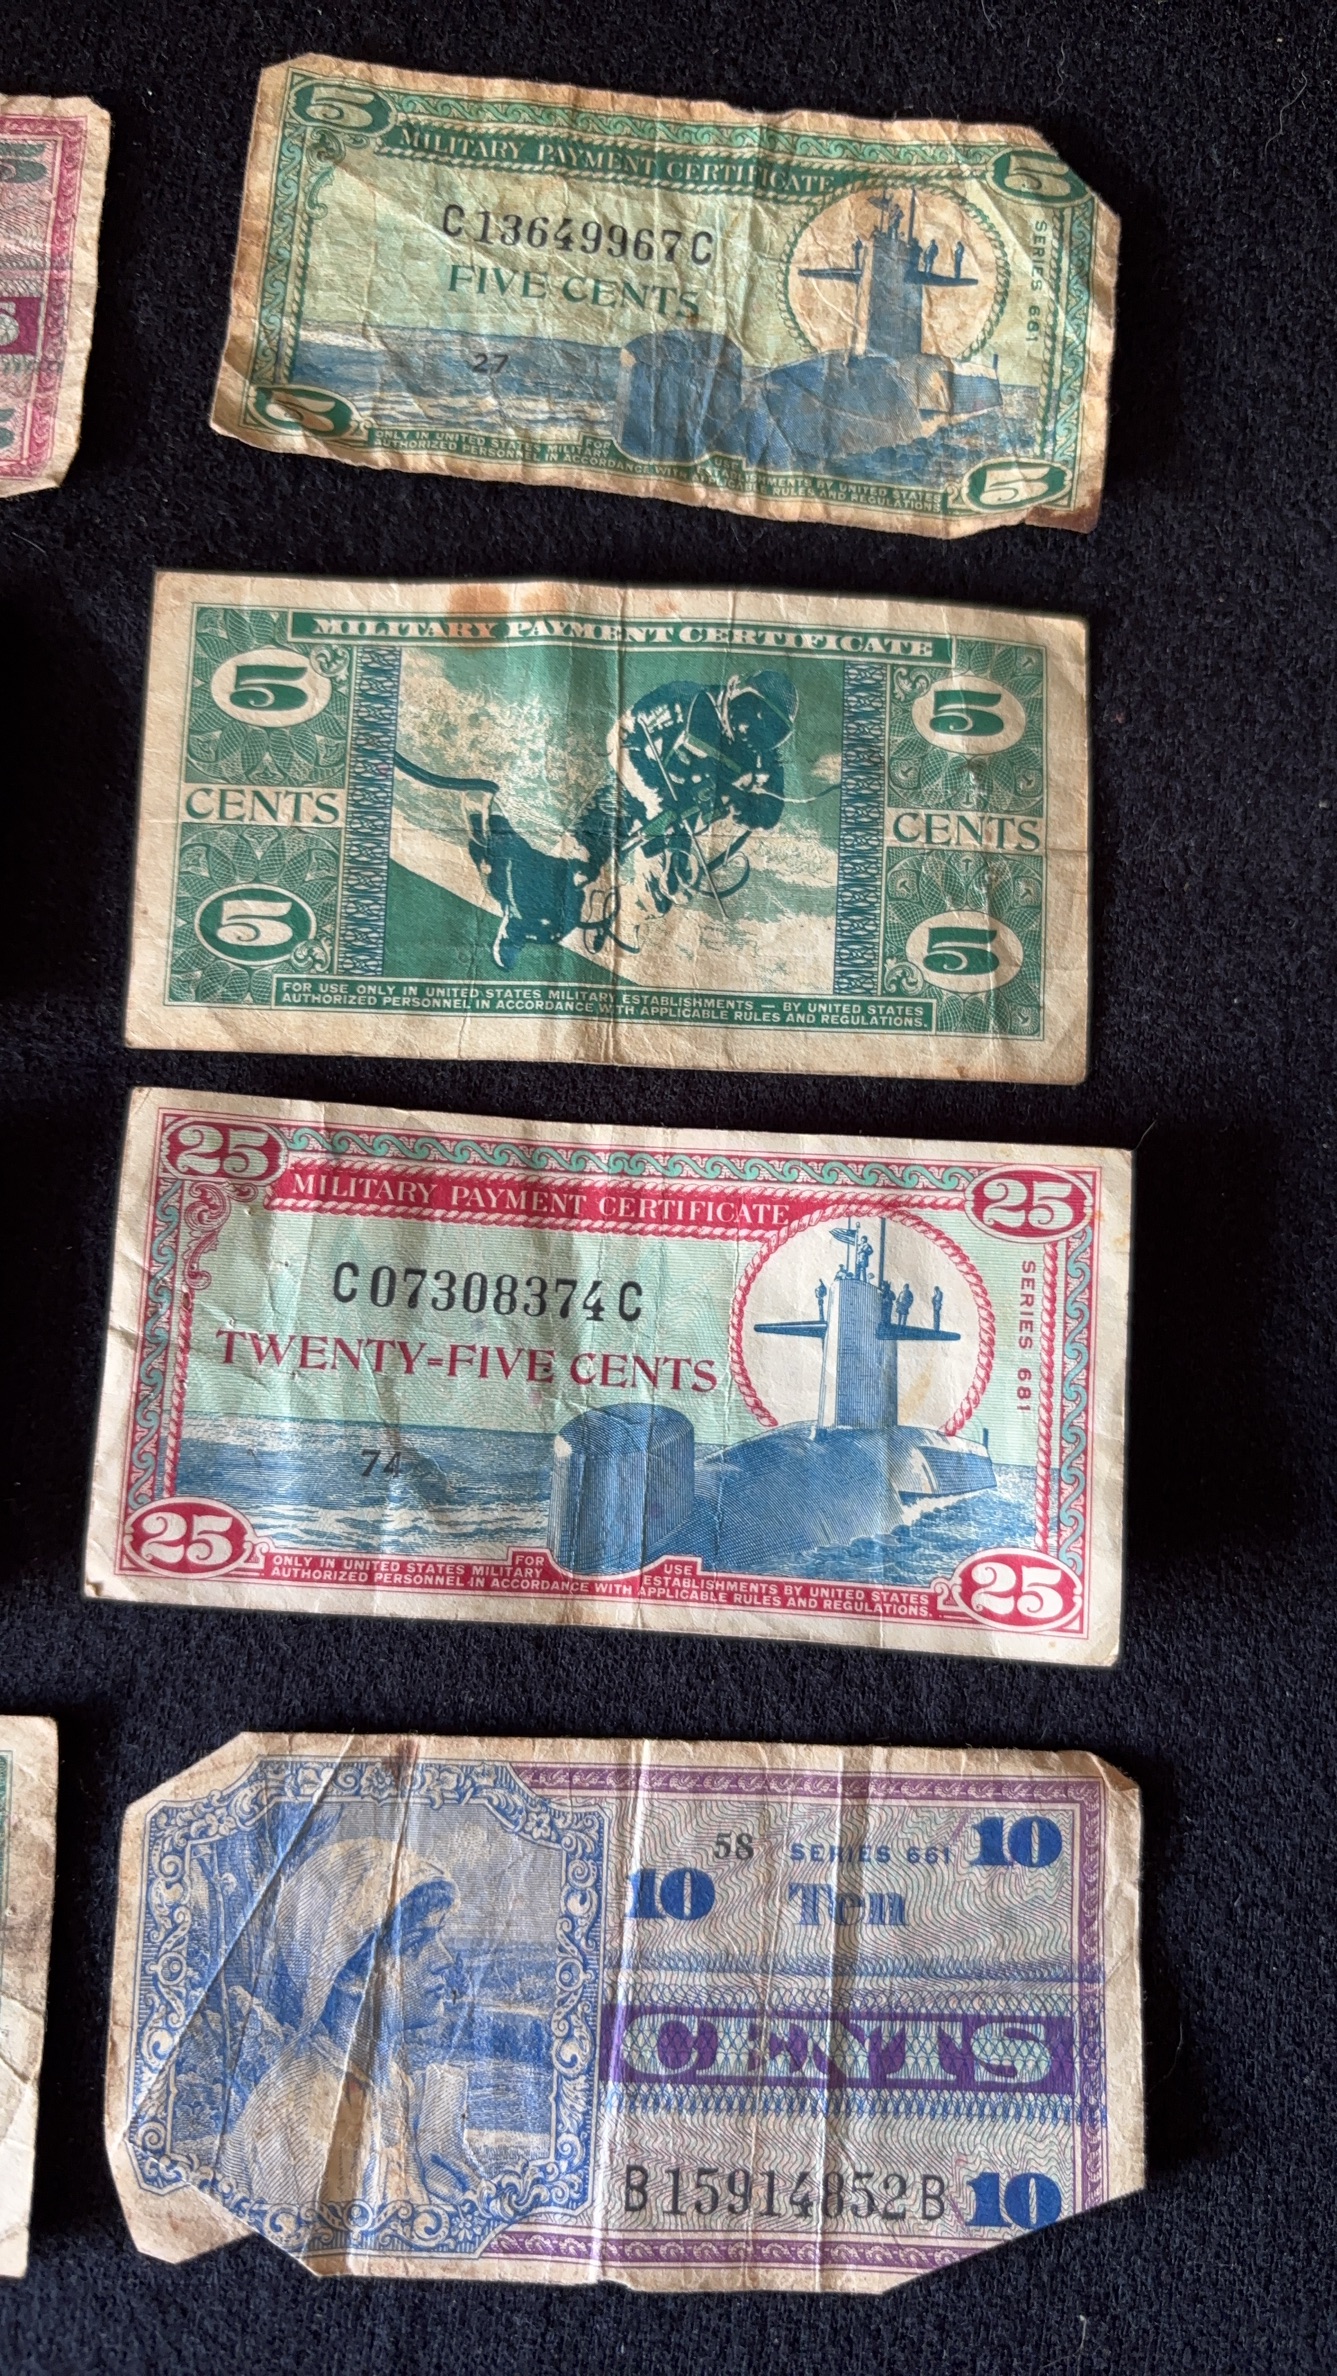 5 5
MILITARY PAYMENT CERTIFICATE
C13649967C
FIVE CENTS
SERIES 681
27
5 5
FOR USE
ONLY IN UNITED STATES MILITARY ESTABLISHMENTS BY UNITED STATES
AUTHORIZED PERSONNEL IN ACCORDANCE WITH APPLICABLE RULES AND REGULATIONS
MILITARY PAYMENT CERTIFICATE
5 5
CENTS CENTS
5 5
FOR USE ONLY IN UNITED STATES MILITARY ESTABLISHMENTS — BY UNITED STATES
AUTHORIZED PERSONNEL IN ACCORDANCE WITH APPLICABLE RULES AND REGULATIONS.
25 25
MILITARY PAYMENT CERTIFICATE
C07308374C
TWENTY-FIVE CENTS
SERIES 681
74
25 25
FOR USE
ONLY IN UNITED STATES MILITARY ESTABLISHMENTS BY UNITED STATES
AUTHORIZED PERSONNEL IN ACCORDANCE WITH APPLICABLE RULES AND REGULATIONS.
58 SERIES 661 10
10 Ten
CENTS
B15914852B 10